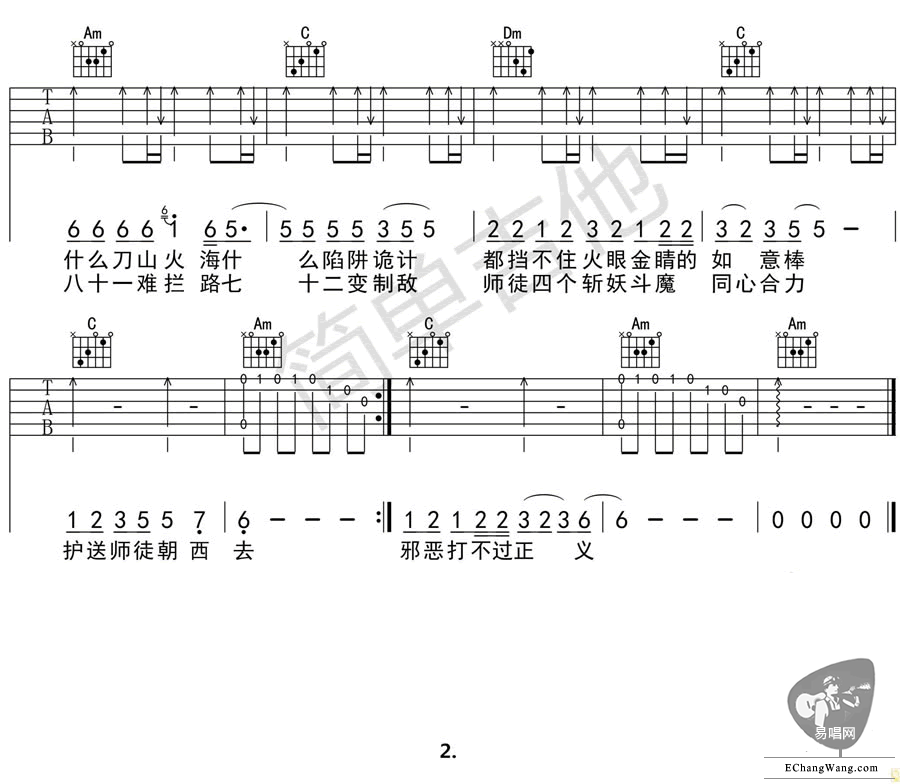 Am C Dm C
T
A
B
6 6 6 6 6 i 6 5· 5 5 5 5 3 5 5 2 2 1 2 3 2 1 2 2 3 2 3 5 5 —
什么刀山火 海什 么陷阱诡计 都挡不住火眼金睛的 如 意棒
八十一难拦 路七 十二变制敌 师徒四个斩妖斗魔 同心合力
C Am C Am Am
0 1 0 1 0 1 0 0 0 0 1 0 1 0 1 0 0 0
T
A
B
1 2 3 5 5 7 6 — — — 1 2 1 2 2 3 2 3 6 6 — — — 0 0 0 0
护送师徒朝 西 去 邪恶打不过正 义
简单吉他
易唱网
EChangWang.com
2.